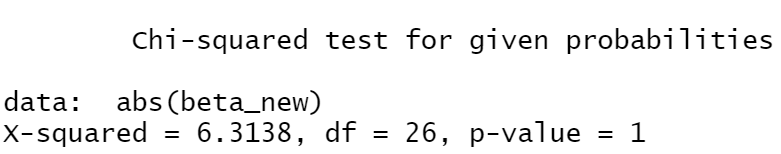 Chi-squared test for given probabilities
data: abs(beta_new)
X-squared = 6.3138, df = 26, p-value = 1